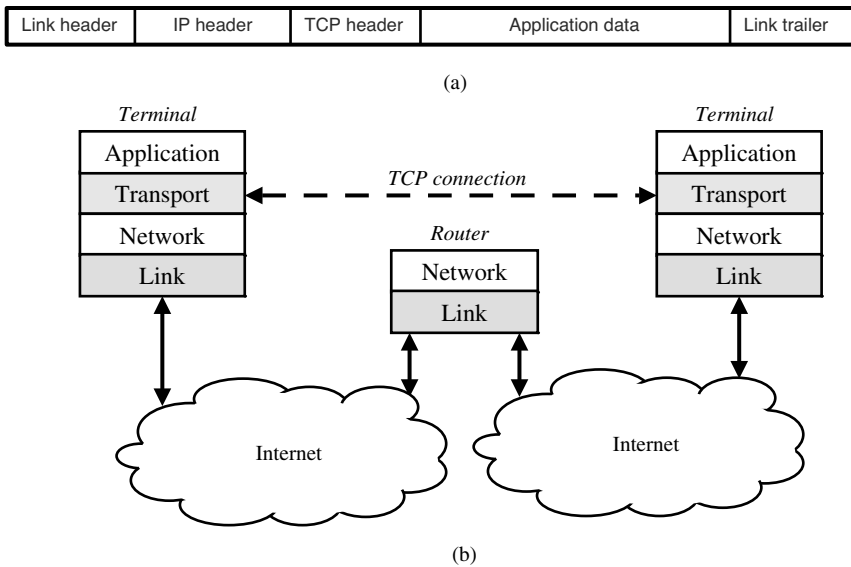 Link header IP header TCP header Application data Link trailer
(a)
Terminal Terminal
Application Application
Transport TCP connection Transport
Network Router Network
Link Network Link
Link
Internet Internet
(b)